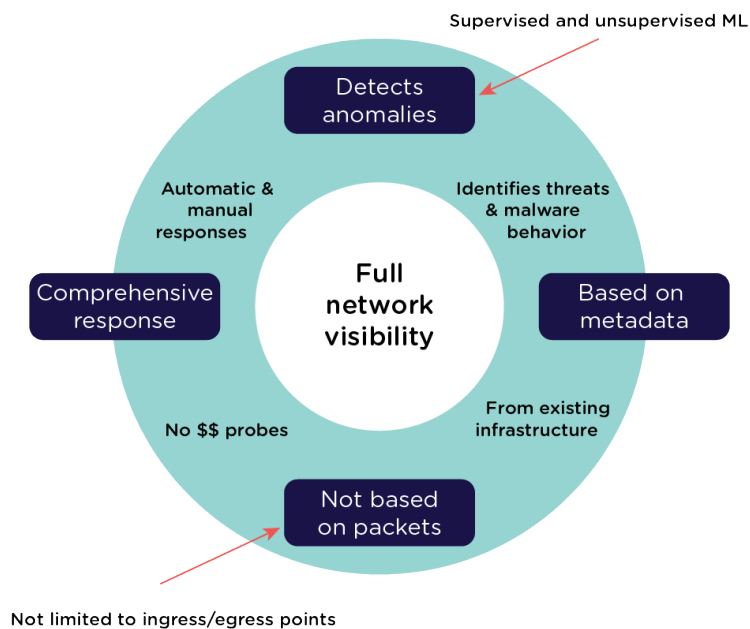 Supervised and unsupervised ML
Detects
anomalies
Automatic &
manual
responses
Identifies threats
& malware
behavior
Full
network
visibility
Comprehensive
response
Based on
metadata
No $$ probes
From existing
infrastructure
Not based
on packets
Not limited to ingress/egress points